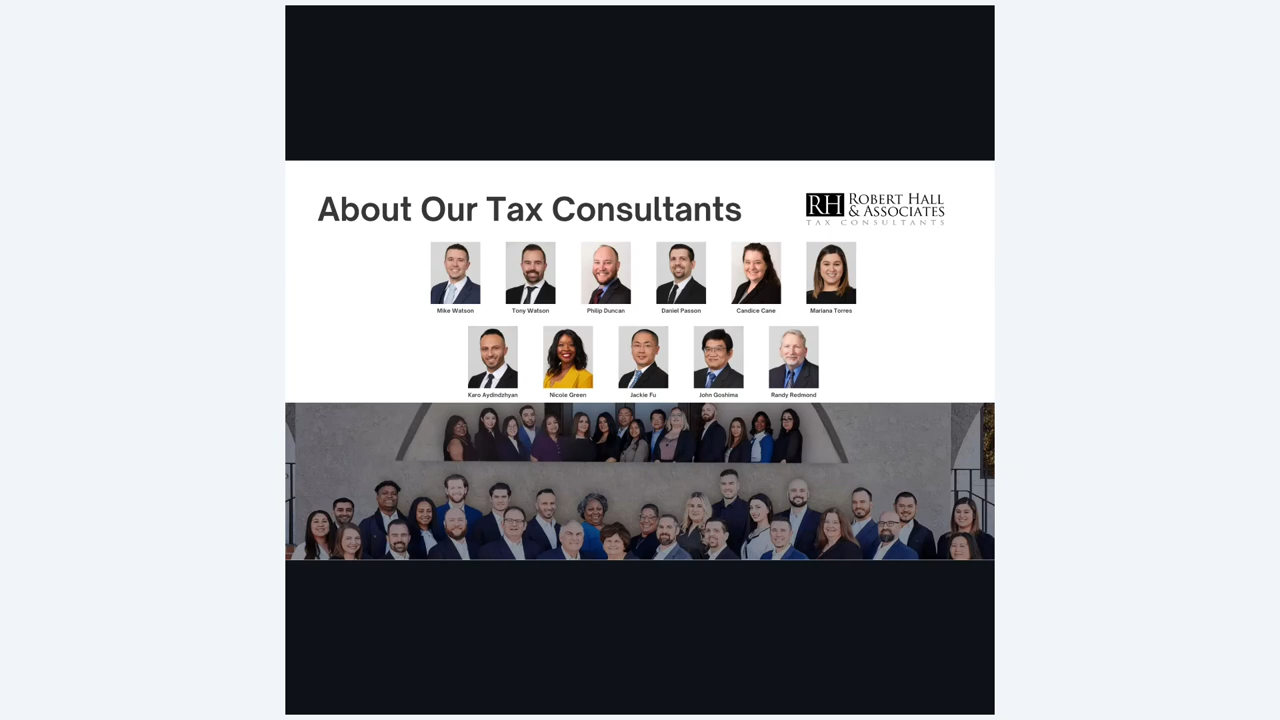 About Our Tax Consultants
RH ROBERT HALL
& ASSOCIATES
TAX CONSULTANTS
Mike Watson
Tony Watson
Philip Duncan
Daniel Passon
Candice Cane
Mariana Torres
Karo Aydindzhyan
Nicole Green
Jackie Fu
John Goshima
Randy Redmond